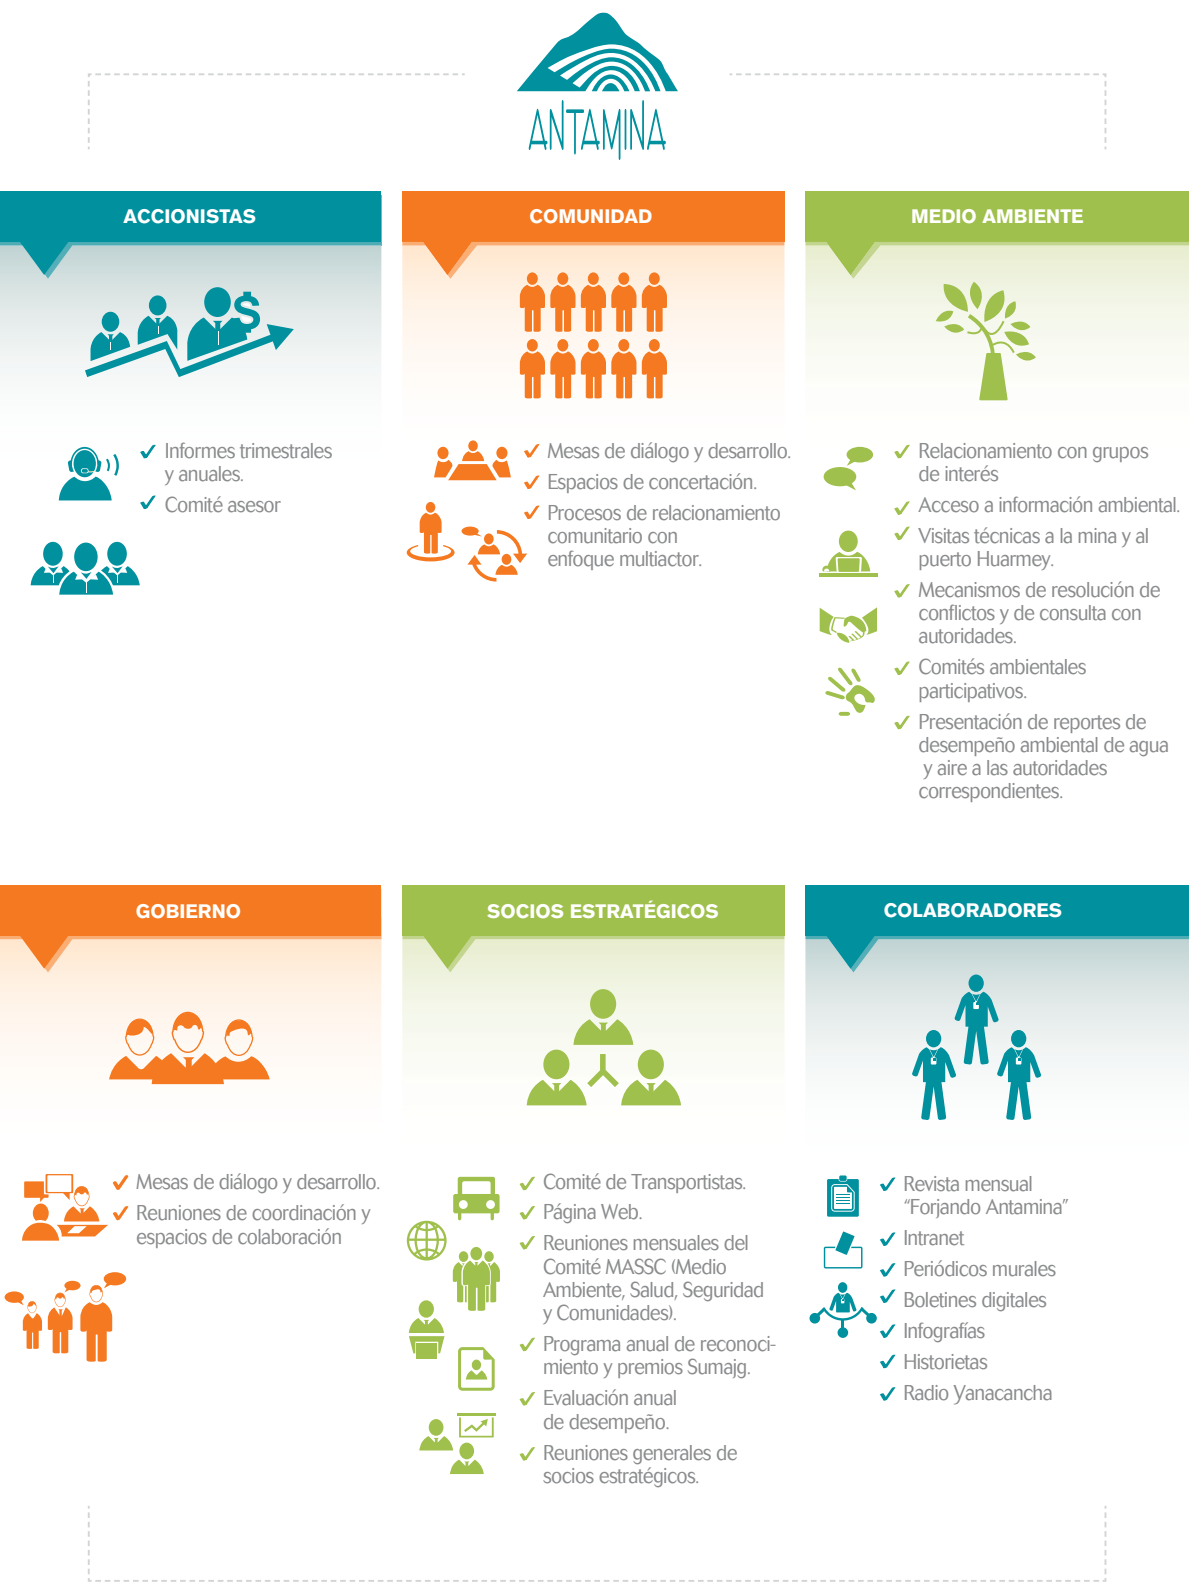 ANTAMINA
ACCIONISTAS
Informes trimestrales
y anuales.
Comité asesor
COMUNIDAD
Mesas de diálogo y desarrollo.
Espacios de concertación.
Procesos de relacionamiento
comunitario con
enfoque multiactor.
MEDIO AMBIENTE
Relacionamiento con grupos
de interés
Acceso a información ambiental.
Visitas técnicas a la mina y al
puerto Huarmey.
Mecanismos de resolución de
conflictos y de consulta con
autoridades.
Comités ambientales
participativos.
Presentación de reportes de
desempeño ambiental de agua
y aire a las autoridades
correspondientes.
GOBIERNO
Mesas de diálogo y desarrollo.
Reuniones de coordinación y
espacios de colaboración
SOCIOS ESTRATÉGICOS
Comité de Transportistas.
Página Web.
Reuniones mensuales del
Comité MASSC (Medio
Ambiente, Salud, Seguridad
y Comunidades).
Programa anual de reconoci-
miento y premios Sumajg.
Evaluación anual
de desempeño.
Reuniones generales de
socios estratégicos.
COLABORADORES
Revista mensual
“Forjando Antamina”
Intranet
Periódicos murales
Boletines digitales
Infografías
Historietas
Radio Yanacancha